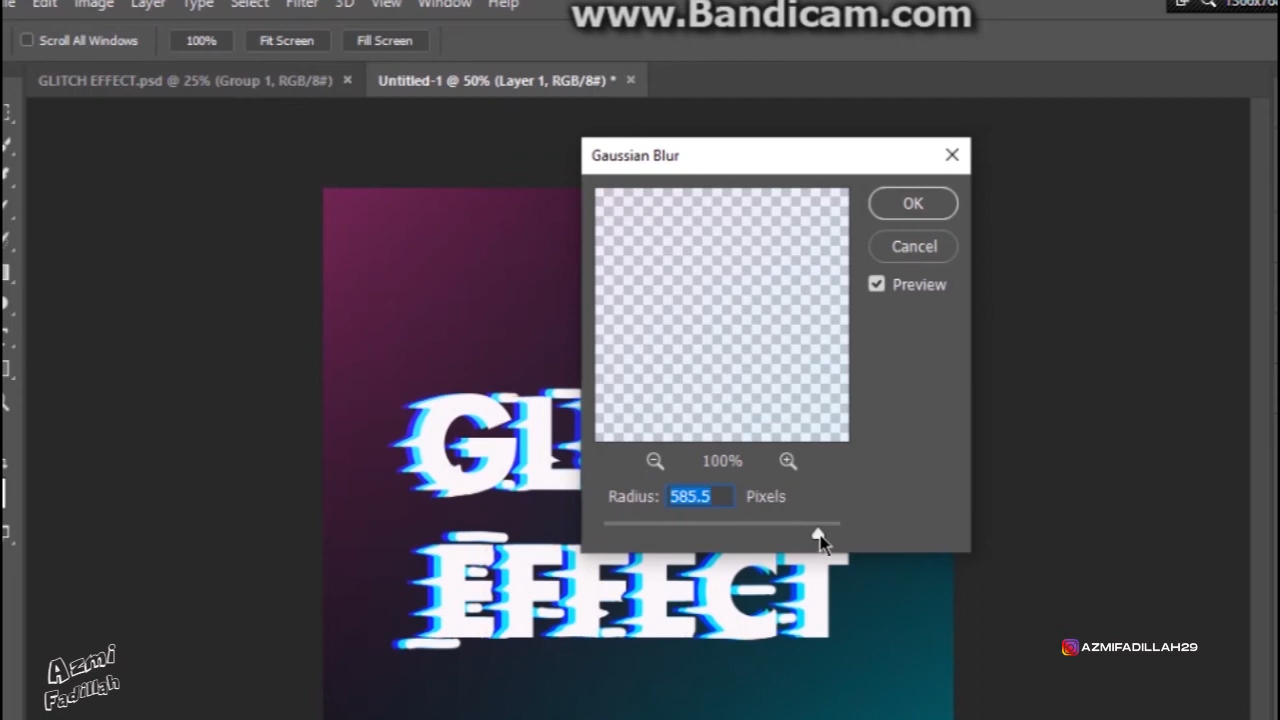 www.Bandicam.com
Edit Image Layer Type Select Filter 3D View Window Help
Scroll All Windows 100% Fit Screen Fill Screen
GLITCH EFFECT.psd @ 25% (Group 1, RGB/8#) × Untitled-1 @ 50% (Layer 1, RGB/8#) * ×
Gaussian Blur
OK
Cancel
Preview
100%
Radius: 585.5 Pixels
GL
EFFECT
Azmi
Fadillah
AZMIFADILLAH29